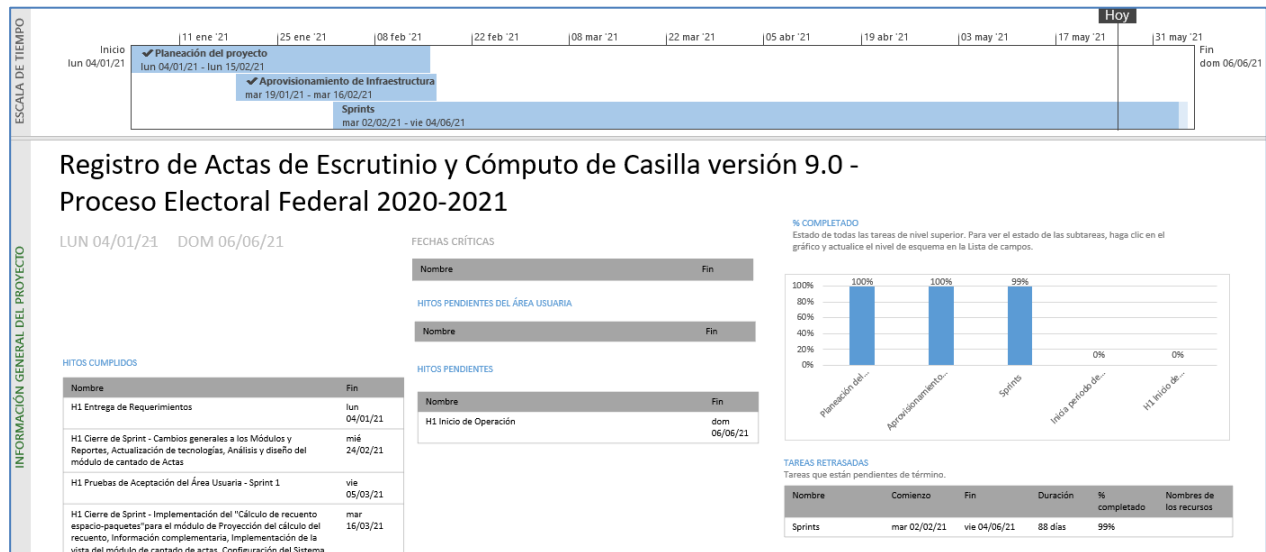 ESCALA DE TIEMPO
Hoy
11 ene '21
25 ene '21
08 feb '21
22 feb '21
08 mar '21
22 mar '21
05 abr '21
19 abr '21
03 may '21
17 may '21
31 may '21
Inicio
lun 04/01/21
Planeación del proyecto
lun 04/01/21 - lun 15/02/21
Aprovisionamiento de Infraestructura
mar 19/01/21 - mar 16/02/21
Sprints
mar 02/02/21 - vie 04/06/21
Fin
dom 06/06/21
INFORMACIÓN GENERAL DEL PROYECTO
Registro de Actas de Escrutinio y Cómputo de Casilla versión 9.0 -
Proceso Electoral Federal 2020-2021
LUN 04/01/21 DOM 06/06/21
HITOS CUMPLIDOS
Nombre Fin
H1 Entrega de Requerimientos lun
04/01/21
H1 Cierre de Sprint - Cambios generales a los Módulos y mié
Reportes, Actualización de tecnologías, Análisis y diseño del 24/02/21
módulo de cantado de Actas
H1 Pruebas de Aceptación del Área Usuaria - Sprint 1 vie
05/03/21
H1 Cierre de Sprint - Implementación del "Cálculo de recuento mar
espacio-paquetes"para el módulo de Proyección del cálculo del 16/03/21
recuento, Información complementaria, Implementación de la
vista del módulo de cantado de actas, Configuración del Sistema
FECHAS CRÍTICAS
Nombre Fin
HITOS PENDIENTES DEL ÁREA USUARIA
Nombre Fin
HITOS PENDIENTES
Nombre Fin
H1 Inicio de Operación dom
06/06/21
% COMPLETADO
Estado de todas las tareas de nivel superior. Para ver el estado de las subtareas, haga clic en el
gráfico y actualice el nivel de esquema en la Lista de campos.
100%
80%
60%
40%
20%
0%
100%
100%
99%
0%
0%
Planeación del...
Aprovisionamiento...
Sprints
Inicia periodo de...
H1 Inicio de...
TAREAS RETRASADAS
Tareas que están pendientes de término.
Nombre Comienzo Fin Duración % Nombres de
completado los recursos
Sprints mar 02/02/21 vie 04/06/21 88 días 99%